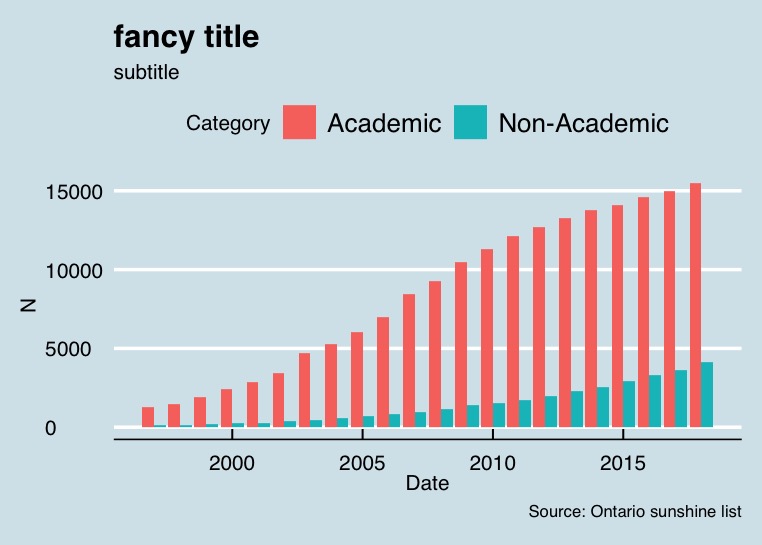 fancy title
subtitle
Category Academic Non-Academic
15000
10000
N
5000
0
2000 2005 2010 2015
Date
Source: Ontario sunshine list